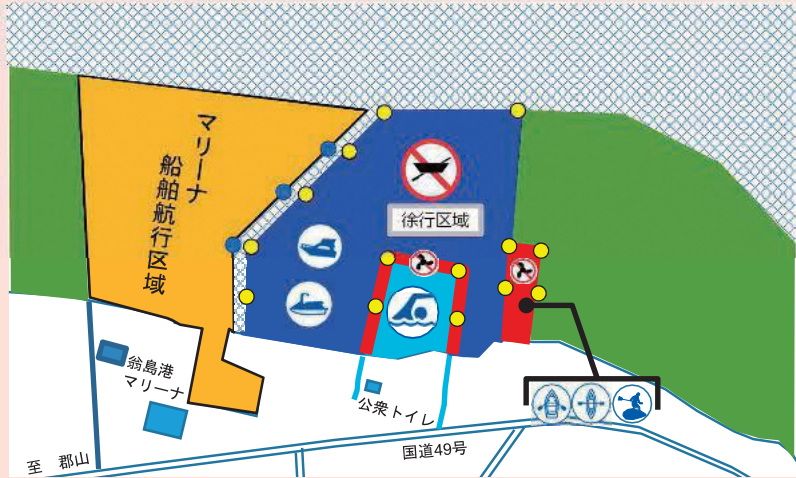 マリーナ
船舶航行区域
徐行区域
翁島港
マリーナ
公衆トイレ
至 郡山
国道49号